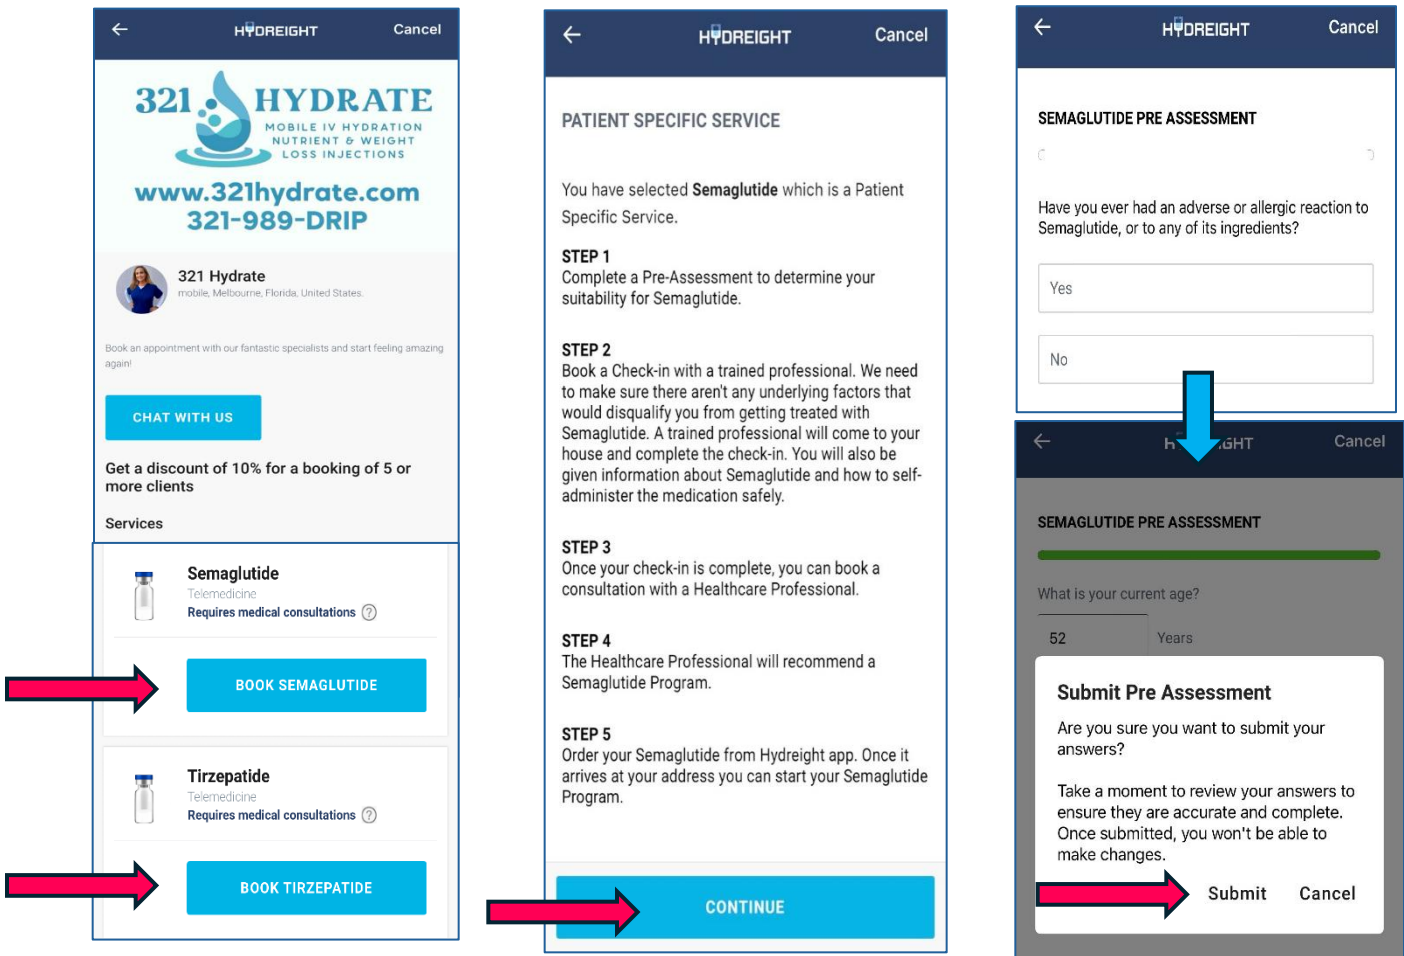 ← HYDREIGHT Cancel
321 HYDRATE
MOBILE IV HYDRATION
NUTRIENT & WEIGHT
LOSS INJECTIONS
www.321hydrate.com
321-989-DRIP
321 Hydrate
mobile, Melbourne, Florida, United States.
Book an appointment with our fantastic specialists and start feeling amazing
again!
CHAT WITH US
Get a discount of 10% for a booking of 5 or
more clients
Services
Semaglutide
Telemedicine
Requires medical consultations ?
BOOK SEMAGLUTIDE
Tirzepatide
Telemedicine
Requires medical consultations ?
BOOK TIRZEPATIDE
← HYDREIGHT Cancel
PATIENT SPECIFIC SERVICE
You have selected Semaglutide which is a Patient
Specific Service.
STEP 1
Complete a Pre-Assessment to determine your
suitability for Semaglutide.
STEP 2
Book a Check-in with a trained professional. We need
to make sure there aren't any underlying factors that
would disqualify you from getting treated with
Semaglutide. A trained professional will come to your
house and complete the check-in. You will also be
given information about Semaglutide and how to self-
administer the medication safely.
STEP 3
Once your check-in is complete, you can book a
consultation with a Healthcare Professional.
STEP 4
The Healthcare Professional will recommend a
Semaglutide Program.
STEP 5
Order your Semaglutide from Hydreight app. Once it
arrives at your address you can start your Semaglutide
Program.
CONTINUE
← HYDREIGHT Cancel
SEMAGLUTIDE PRE ASSESSMENT
Have you ever had an adverse or allergic reaction to
Semaglutide, or to any of its ingredients?
Yes
No
← Cancel
SEMAGLUTIDE PRE ASSESSMENT
What is your current age?
52 Years
Submit Pre Assessment
Are you sure you want to submit your
answers?
Take a moment to review your answers to
ensure they are accurate and complete.
Once submitted, you won't be able to
make changes.
Submit Cancel